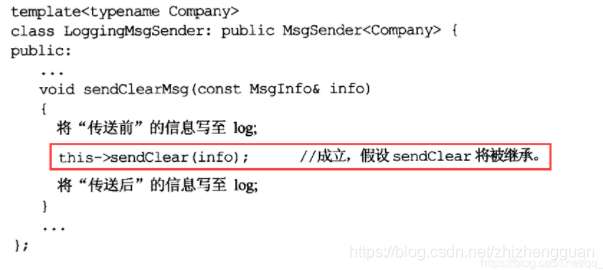 template<typename Company>
class LoggingMsgSender: public MsgSender<Company> {
public:
...
void sendClearMsg(const MsgInfo& info)
{
将“传送前”的信息写至 log;
this->sendClear(info); //成立，假设 sendClear 将被继承。
将“传送后”的信息写至 log;
}
...
};
https://blog.csdn.net/zhizhengguan